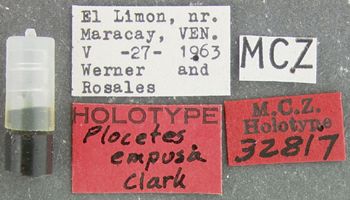 El Limon, nr.
Maracay, VEN.
V -27- 1963
Werner and
Rosales
MCZ
HOLOTYPE
Plocetes
empusa
Clark
M.C.Z.
Holotype
32817